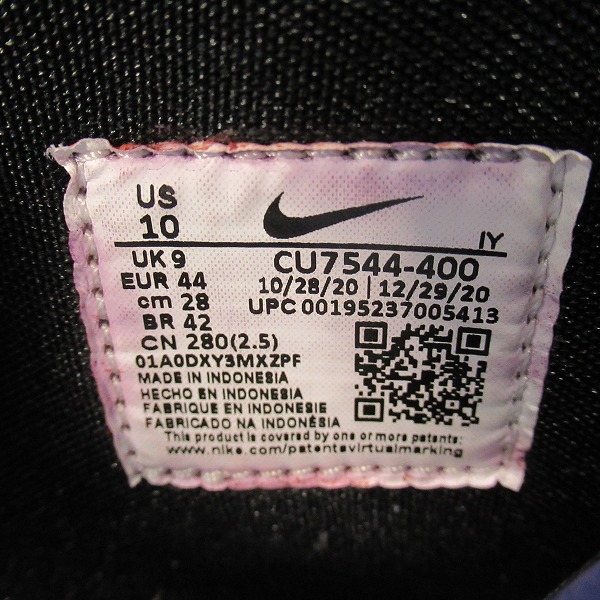 US
10
IY
UK 9
EUR 44
cm 28
BR 42
CN 280(2.5)
CU7544-400
10/28/20 | 12/29/20
UPC 00195237005413
01A0DXY3MXZPF
MADE IN INDONESIA
HECHO EN INDONESIA
FABRIQUE EN INDONESIE
FABRICADO NA INDONÉSIA
This product is covered by one or more patents:
www.nike.com/patentsvirtualmarking